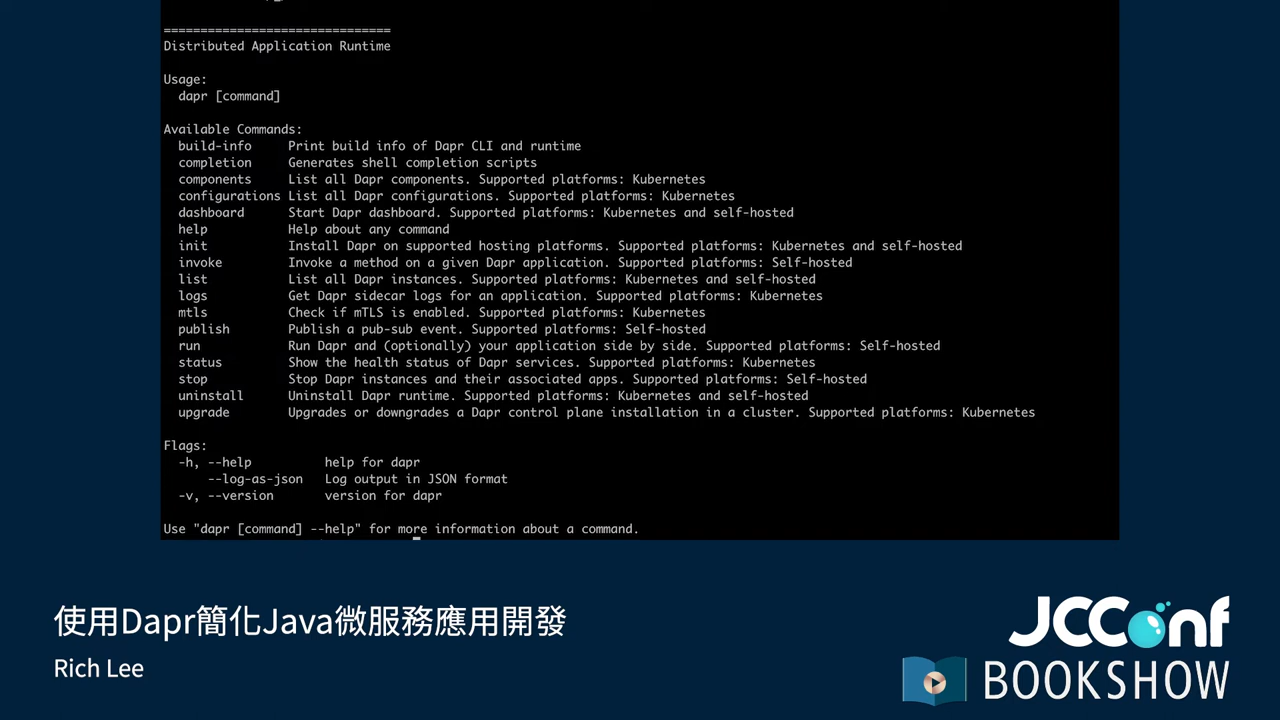 ===============================
Distributed Application Runtime
Usage:
dapr [command]
Available Commands:
build-info Print build info of Dapr CLI and runtime
completion Generates shell completion scripts
components List all Dapr components. Supported platforms: Kubernetes
configurations List all Dapr configurations. Supported platforms: Kubernetes
dashboard Start Dapr dashboard. Supported platforms: Kubernetes and self-hosted
help Help about any command
init Install Dapr on supported hosting platforms. Supported platforms: Kubernetes and self-hosted
invoke Invoke a method on a given Dapr application. Supported platforms: Self-hosted
list List all Dapr instances. Supported platforms: Kubernetes and self-hosted
logs Get Dapr sidecar logs for an application. Supported platforms: Kubernetes
mtls Check if mTLS is enabled. Supported platforms: Kubernetes
publish Publish a pub-sub event. Supported platforms: Self-hosted
run Run Dapr and (optionally) your application side by side. Supported platforms: Self-hosted
status Show the health status of Dapr services. Supported platforms: Kubernetes
stop Stop Dapr instances and their associated apps. Supported platforms: Self-hosted
uninstall Uninstall Dapr runtime. Supported platforms: Kubernetes and self-hosted
upgrade Upgrades or downgrades a Dapr control plane installation in a cluster. Supported platforms: Kubernetes
Flags:
-h, --help help for dapr
--log-as-json Log output in JSON format
-v, --version version for dapr
Use "dapr [command] --help" for more information about a command.
使用Dapr簡化Java微服務應用開發
Rich Lee
JCConf
BOOKSHOW